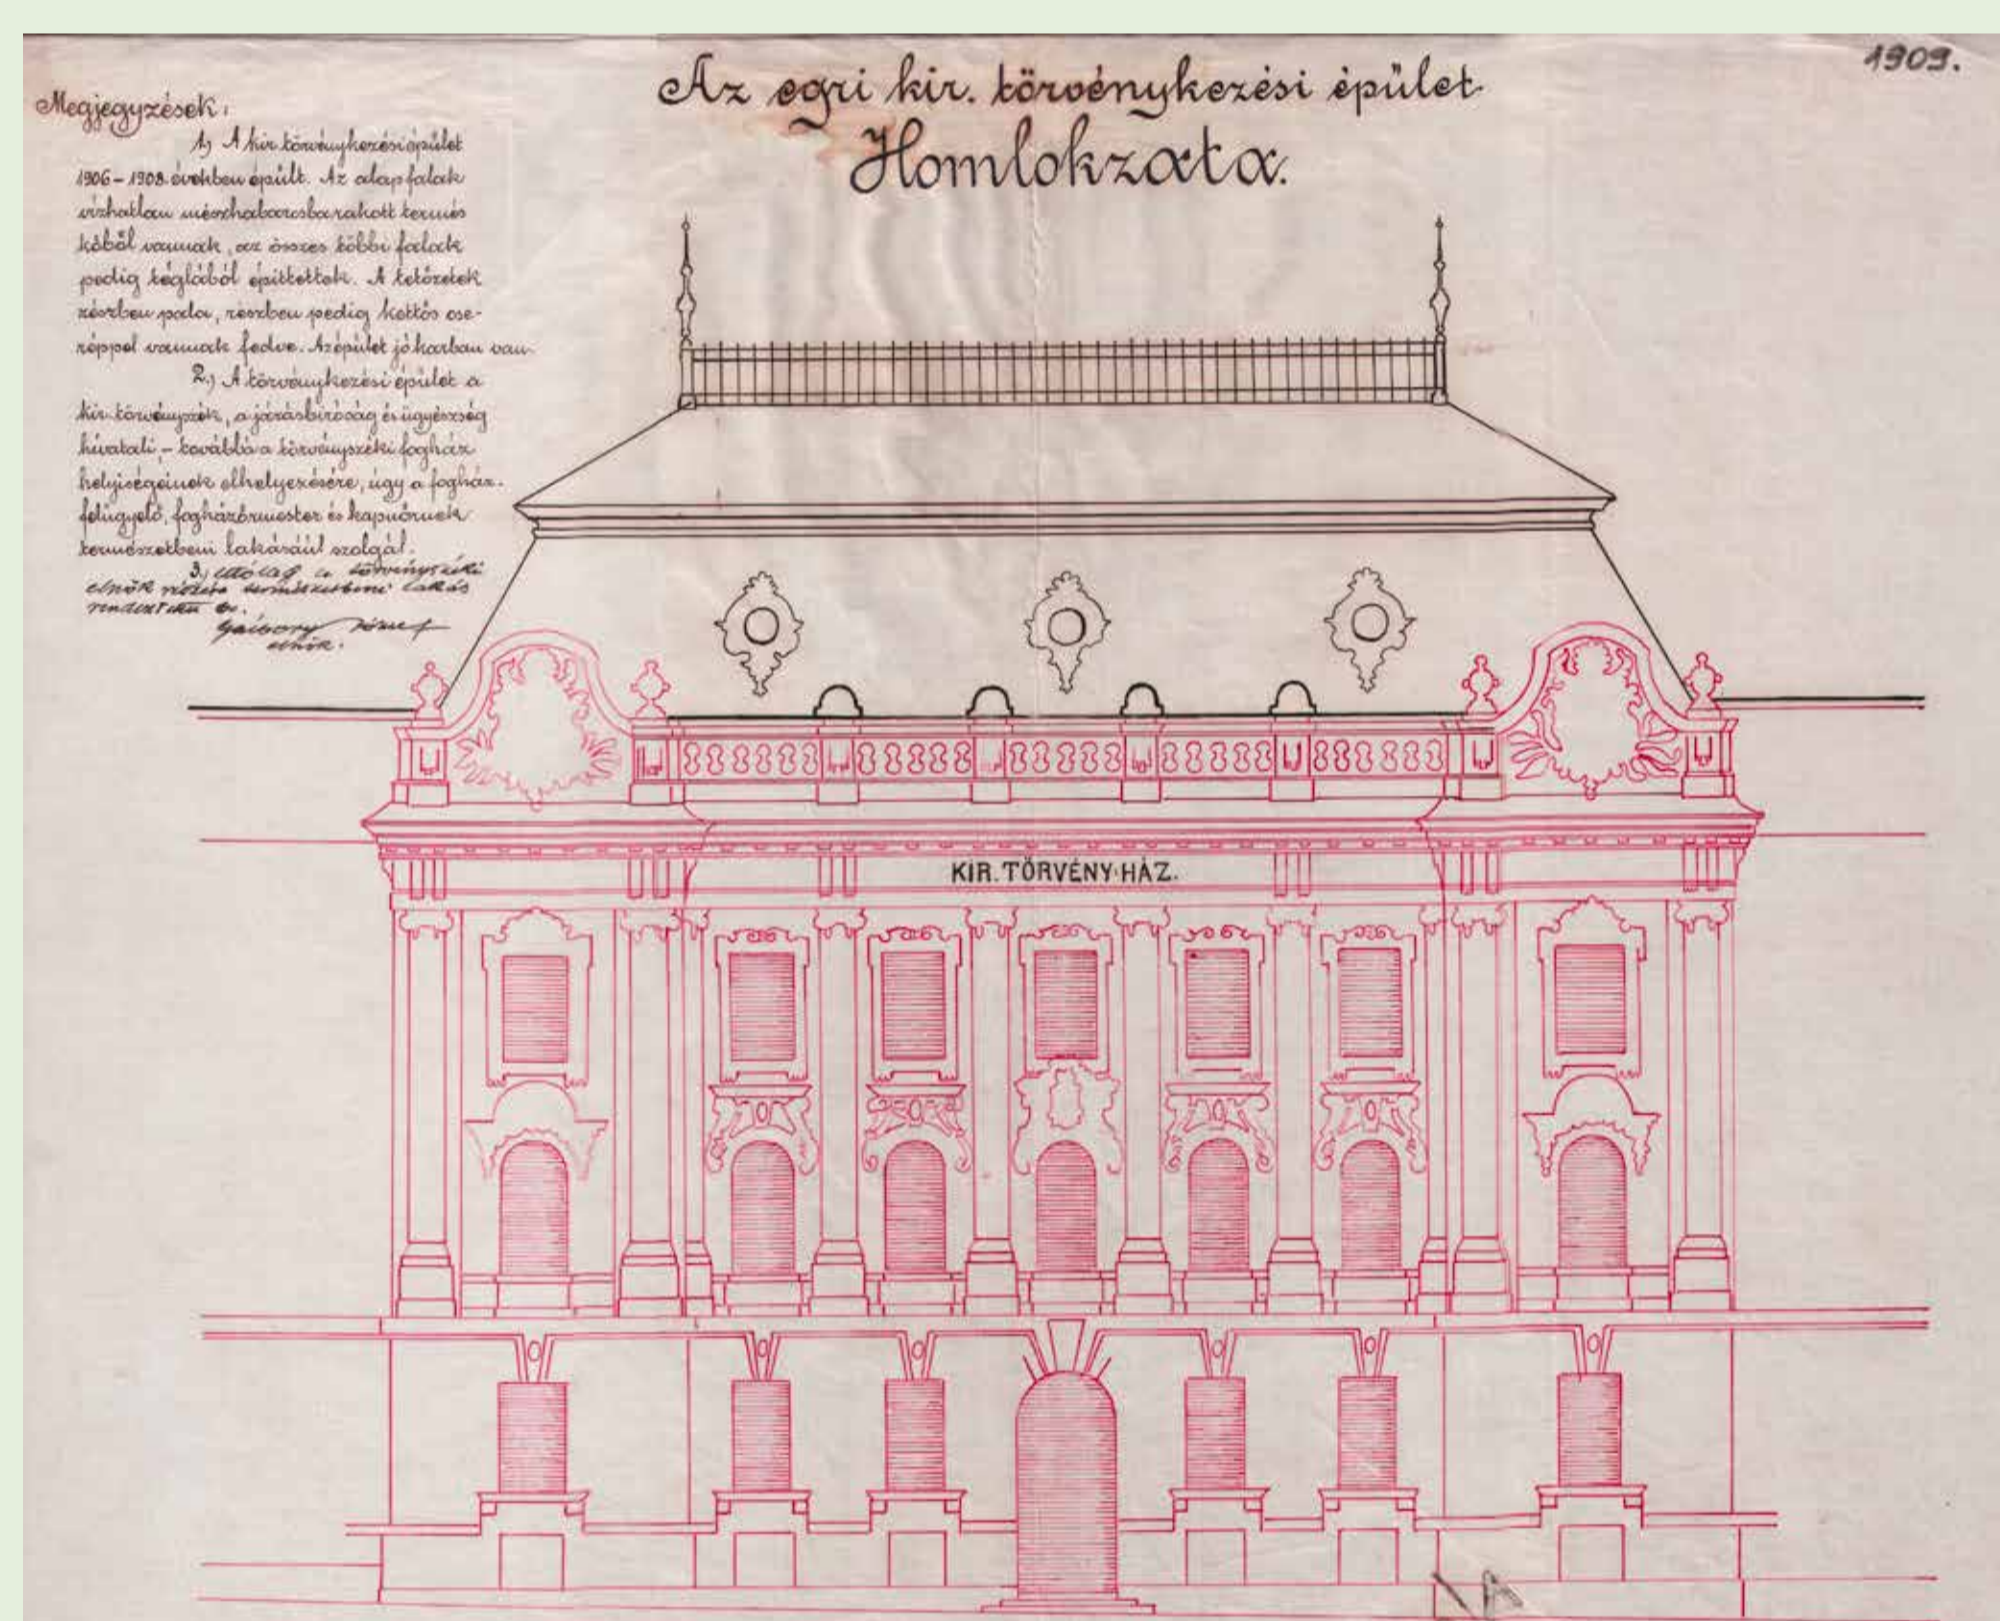 1909.
Az egri kir. törvénykezési épület
Homlokzata.
Megjegyzések:
1.) A kir. törvénykezési épület
1906–1908. években épült. Az alapfalak
vízhatlan mészhabarcsba rakott termés
kőből vannak, az összes többi falak
pedig téglából épittettek. A tetőzetek
részben pala, részben pedig kettős cse-
réppel vannak fedve. Az épület jó karban van.
2.) A törvénykezési épület a
kir. törvényszék, a járásbiróság és ügyészség
hivatali, – továbbá a törvényszéki fogház
helyiségeinek elhelyezésére, úgy a fogház-
felügyelő, fogházőrmester és kapuőrnek
természetbeni lakásáúl szolgál.
3.) Utólag a törvényszéki
elnök részére természetbeni lakás
rendeztetett be.
elnök.
KIR. TÖRVÉNY·HÁZ.